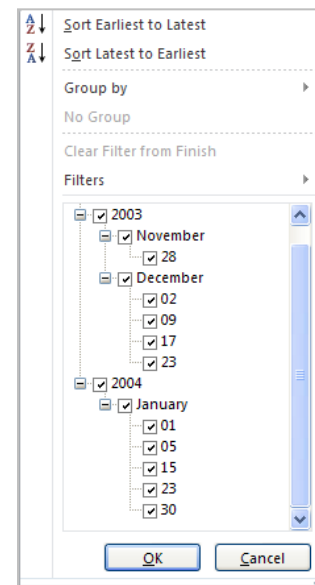 A
Z
Sort Earliest to Latest
Z
A
Sort Latest to Earliest
Group by
No Group
Clear Filter from Finish
Filters
2003
November
28
December
02
09
17
23
2004
January
01
05
15
23
30
OK
Cancel